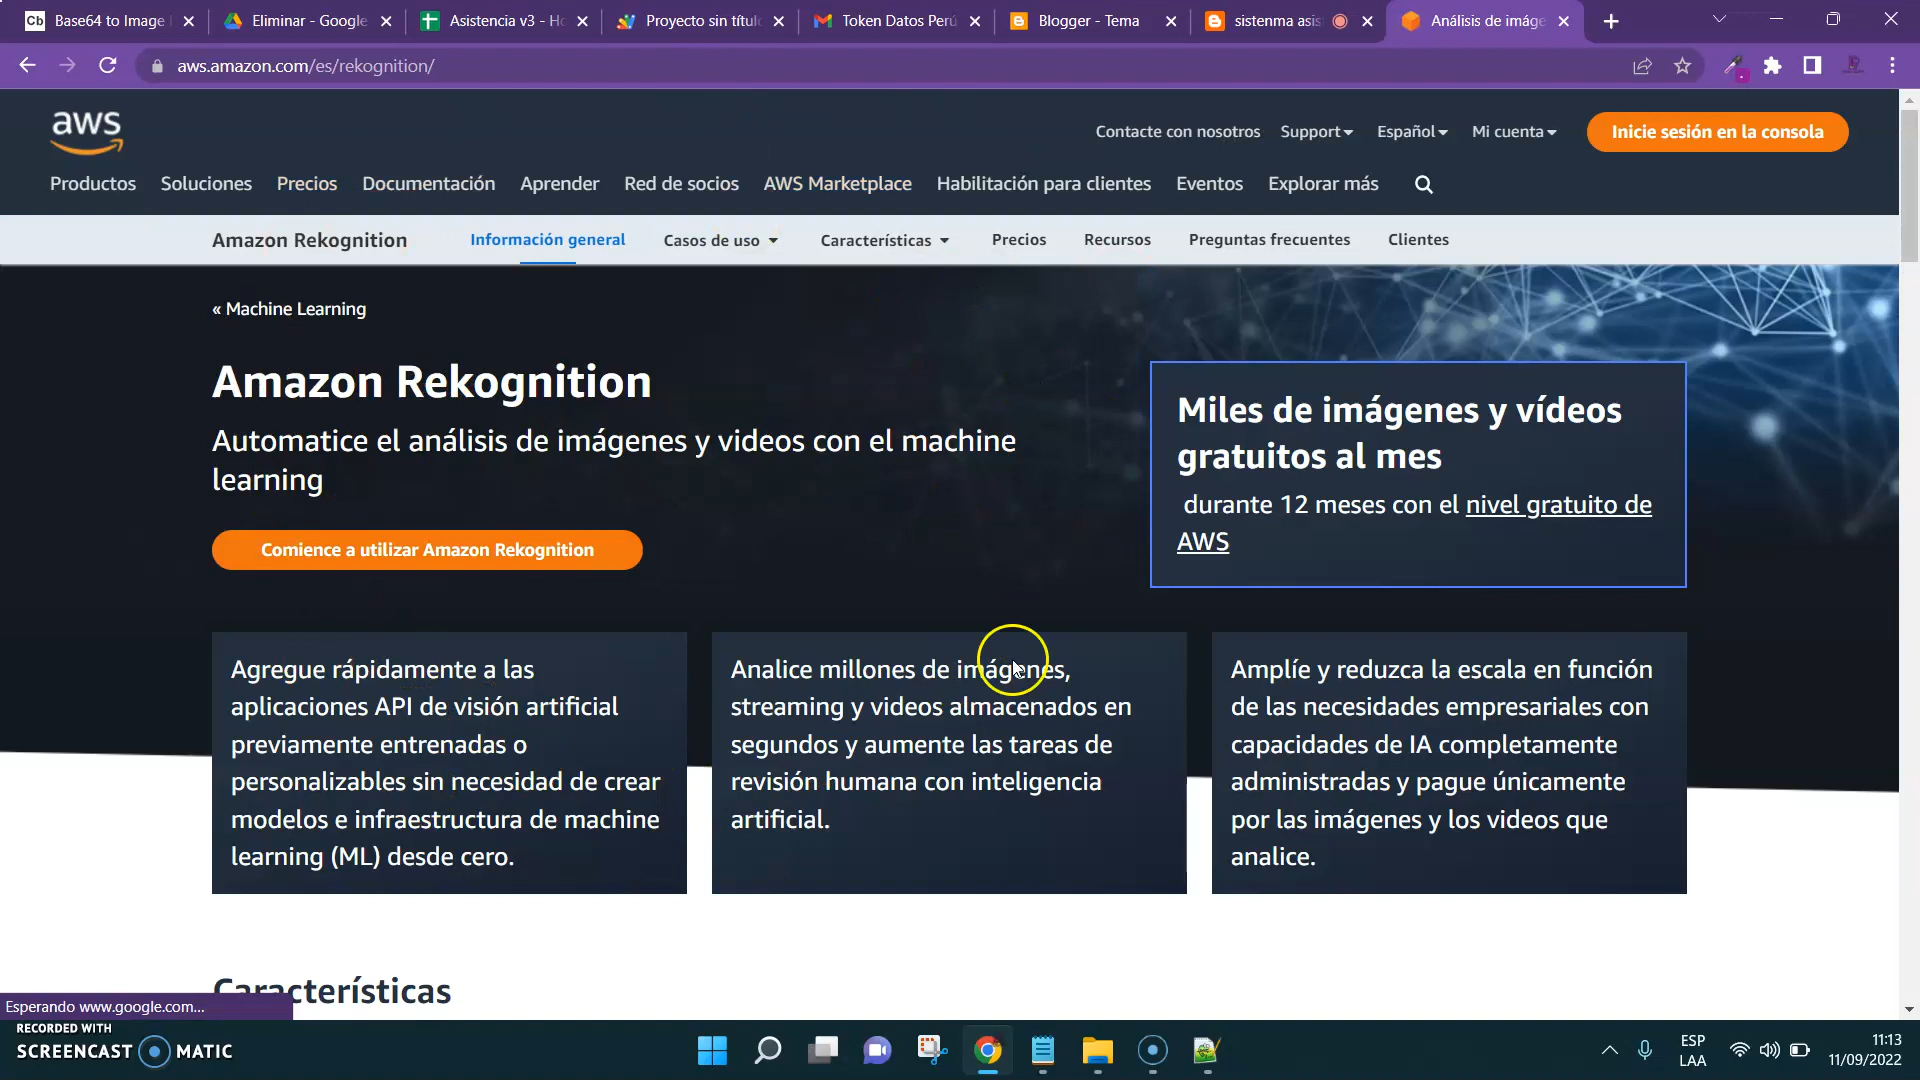 Cb Base64 to Image
Eliminar - Google
Asistencia v3 - Ho
Proyecto sin títul
Token Datos Perú
Blogger - Tema
sistenma asis
Análisis de imáge
aws.amazon.com/es/rekognition/
aws
Contacte con nosotros
Support
Español
Mi cuenta
Inicie sesión en la consola
Productos
Soluciones
Precios
Documentación
Aprender
Red de socios
AWS Marketplace
Habilitación para clientes
Eventos
Explorar más
Amazon Rekognition
Información general
Casos de uso
Características
Precios
Recursos
Preguntas frecuentes
Clientes
« Machine Learning
Amazon Rekognition
Automatice el análisis de imágenes y videos con el machine
learning
Comience a utilizar Amazon Rekognition
Miles de imágenes y vídeos
gratuitos al mes
durante 12 meses con el nivel gratuito de
AWS
Agregue rápidamente a las
aplicaciones API de visión artificial
previamente entrenadas o
personalizables sin necesidad de crear
modelos e infraestructura de machine
learning (ML) desde cero.
Analice millones de imágenes,
streaming y videos almacenados en
segundos y aumente las tareas de
revisión humana con inteligencia
artificial.
Amplíe y reduzca la escala en función
de las necesidades empresariales con
capacidades de IA completamente
administradas y pague únicamente
por las imágenes y los videos que
analice.
Características
Esperando www.google.com...
RECORDED WITH
SCREENCAST MATIC
ESP
LAA
11:13
11/09/2022